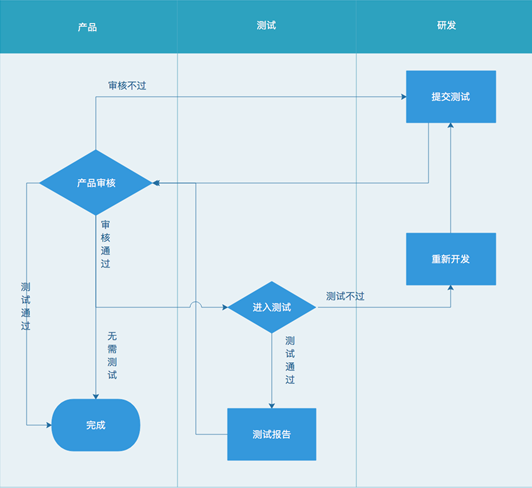 产品
测试
研发
审核不过
提交测试
产品审核
审核通过
重新开发
测试通过
进入测试
测试不过
无需测试
测试通过
完成
测试报告